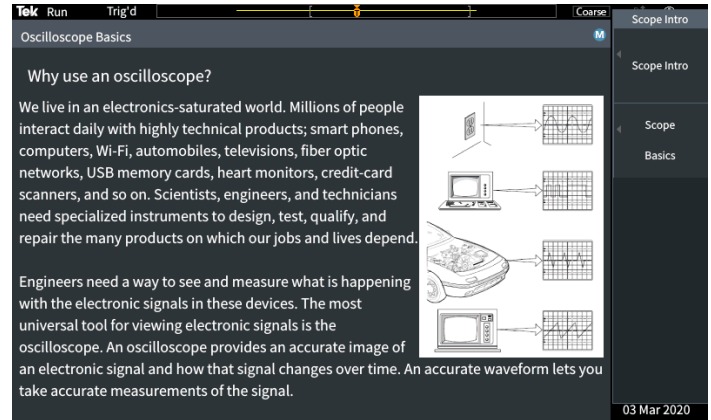 Tek Run Trig'd Coarse
Scope Intro
Oscilloscope Basics M
Scope Intro
Scope
Basics
Why use an oscilloscope?
We live in an electronics-saturated world. Millions of people
interact daily with highly technical products; smart phones,
computers, Wi-Fi, automobiles, televisions, fiber optic
networks, USB memory cards, heart monitors, credit-card
scanners, and so on. Scientists, engineers, and technicians
need specialized instruments to design, test, qualify, and
repair the many products on which our jobs and lives depend.
Engineers need a way to see and measure what is happening
with the electronic signals in these devices. The most
universal tool for viewing electronic signals is the
oscilloscope. An oscilloscope provides an accurate image of
an electronic signal and how that signal changes over time. An accurate waveform lets you
take accurate measurements of the signal.
03 Mar 2020